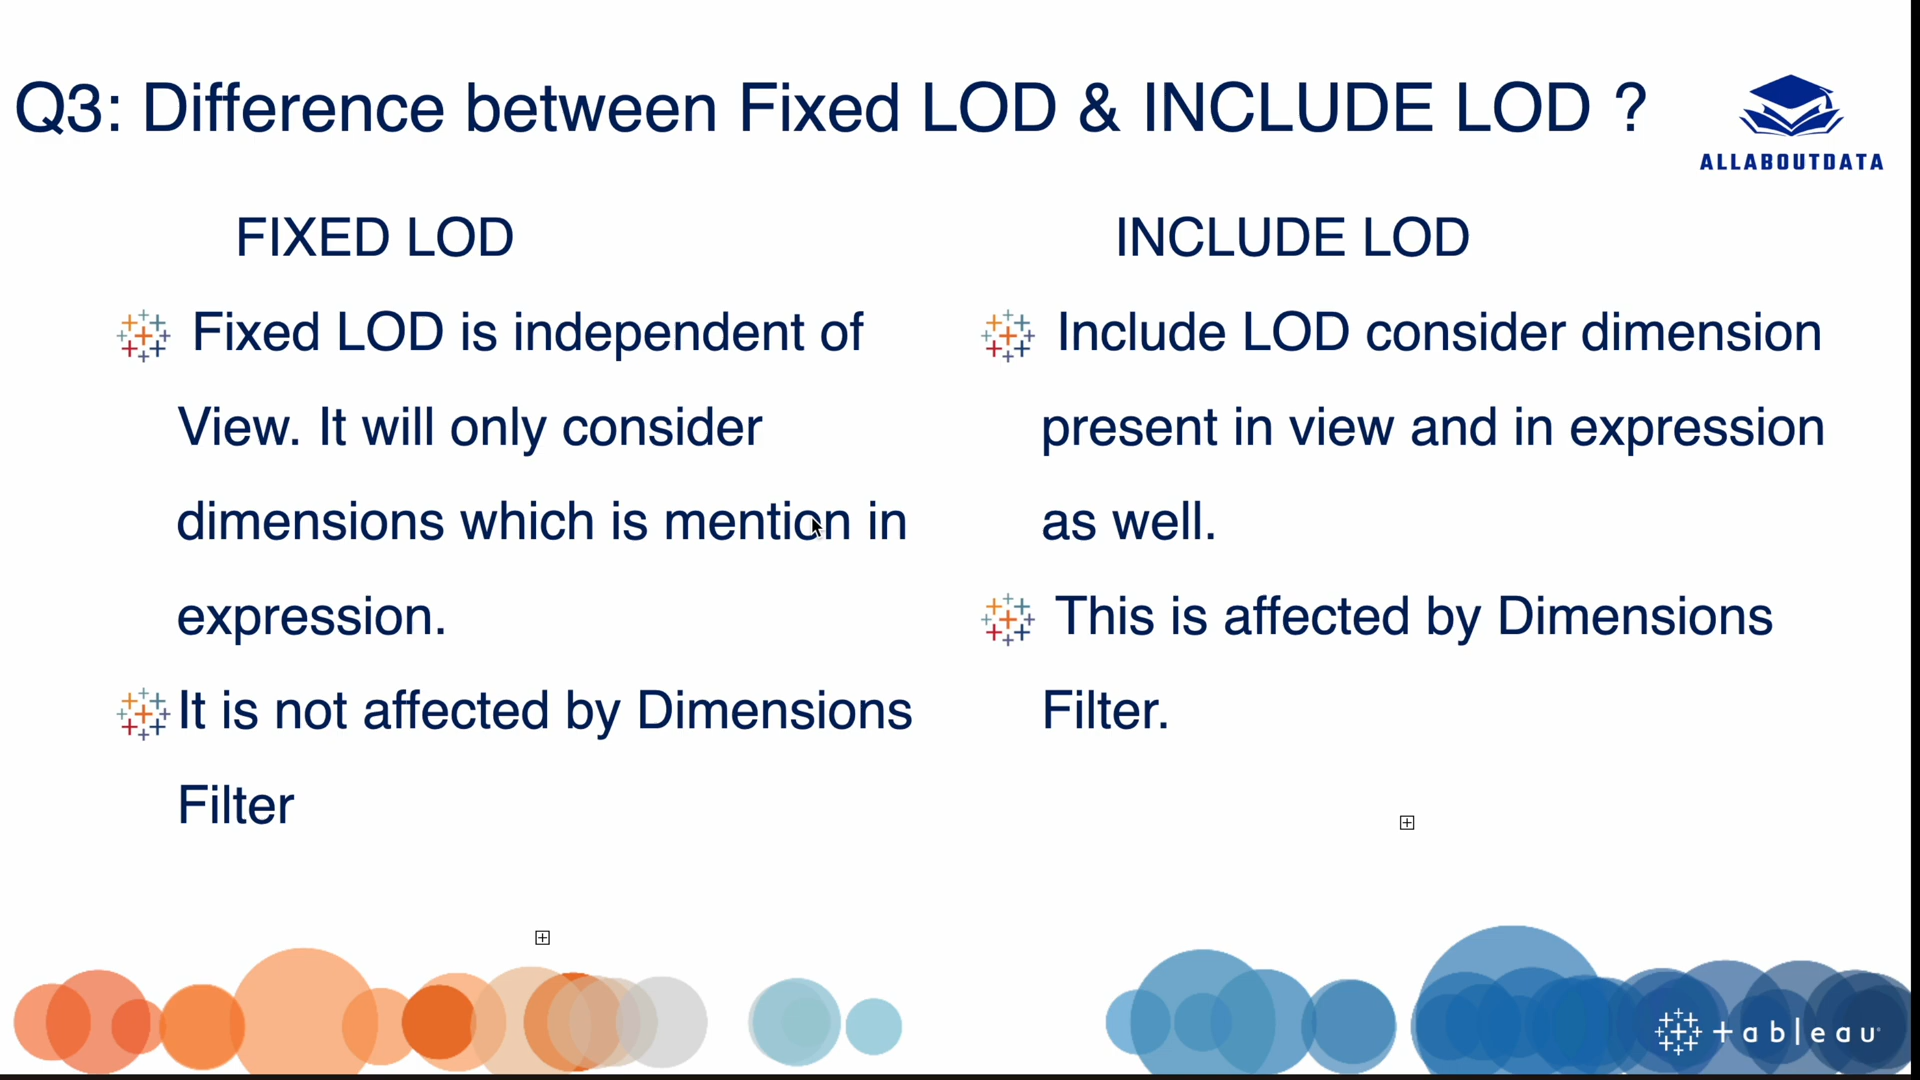 Q3: Difference between Fixed LOD & INCLUDE LOD ?
ALLABOUTDATA
FIXED LOD
Fixed LOD is independent of
View. It will only consider
dimensions which is mention in
expression.
It is not affected by Dimensions
Filter
INCLUDE LOD
Include LOD consider dimension
present in view and in expression
as well.
This is affected by Dimensions
Filter.
+ableau